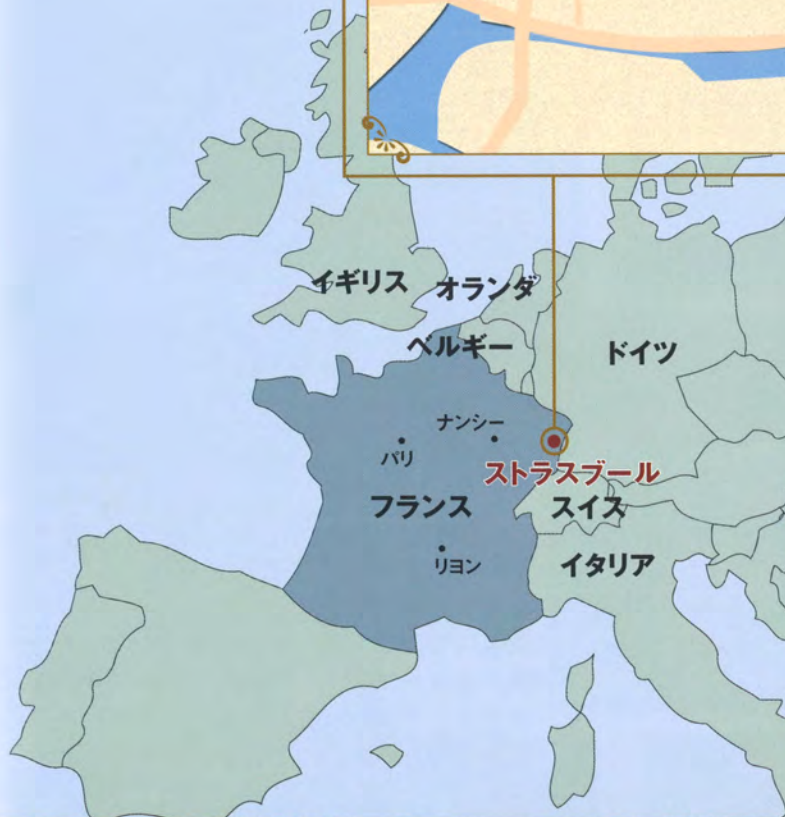 イギリス
オランダ
ベルギー
ドイツ
ナンシー
パリ
ストラスブール
フランス
スイス
リヨン
イタリア